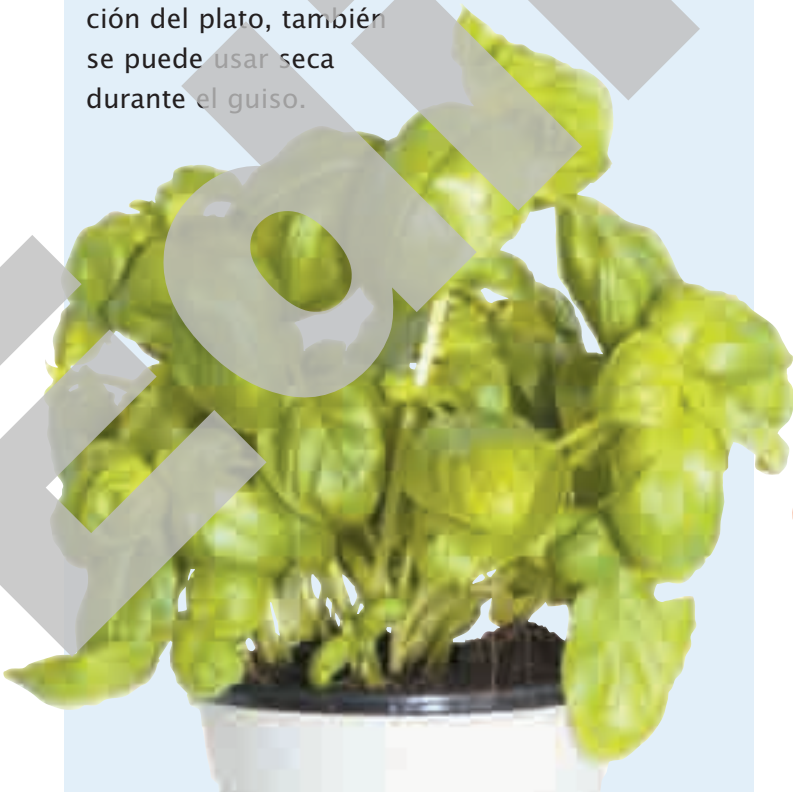 ción del plato, también
se puede usar seca
durante el guiso.